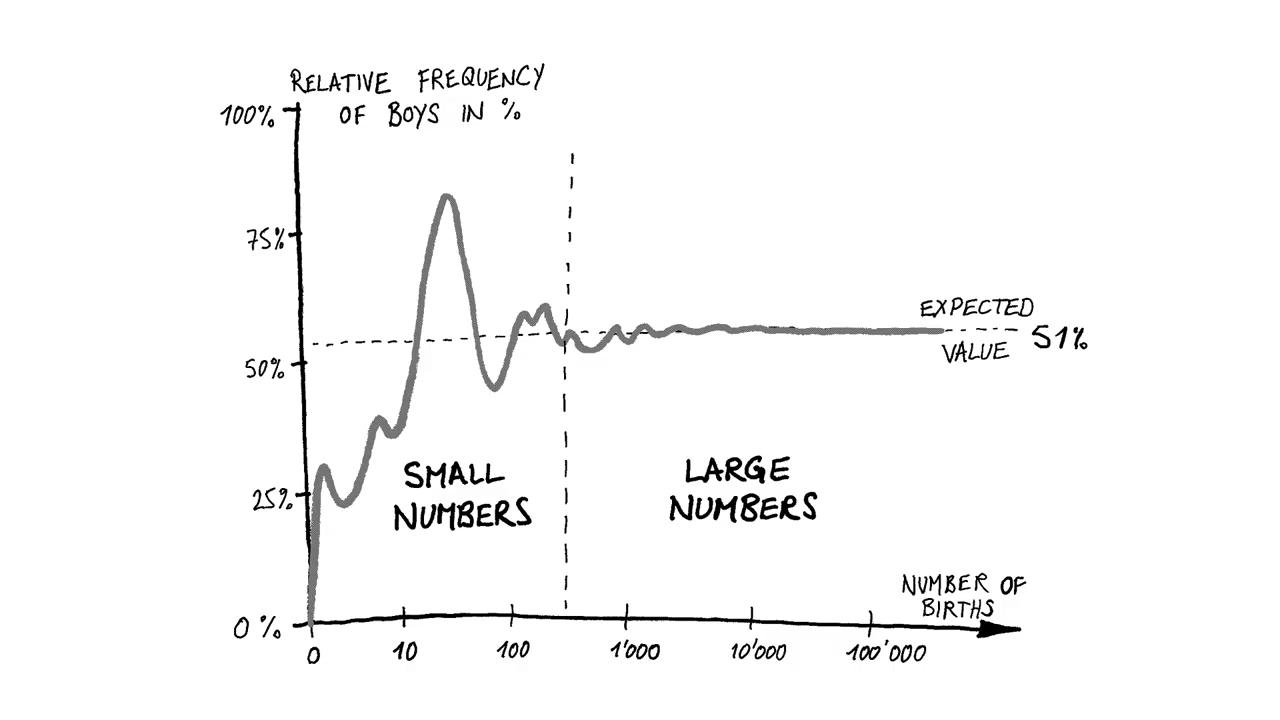 RELATIVE FREQUENCY
OF BOYS IN %
100%
75%
50%
25%
0 %
EXPECTED
VALUE
51%
SMALL
NUMBERS
LARGE
NUMBERS
NUMBER OF
BIRTHS
0 10 100 1'000 10'000 100'000